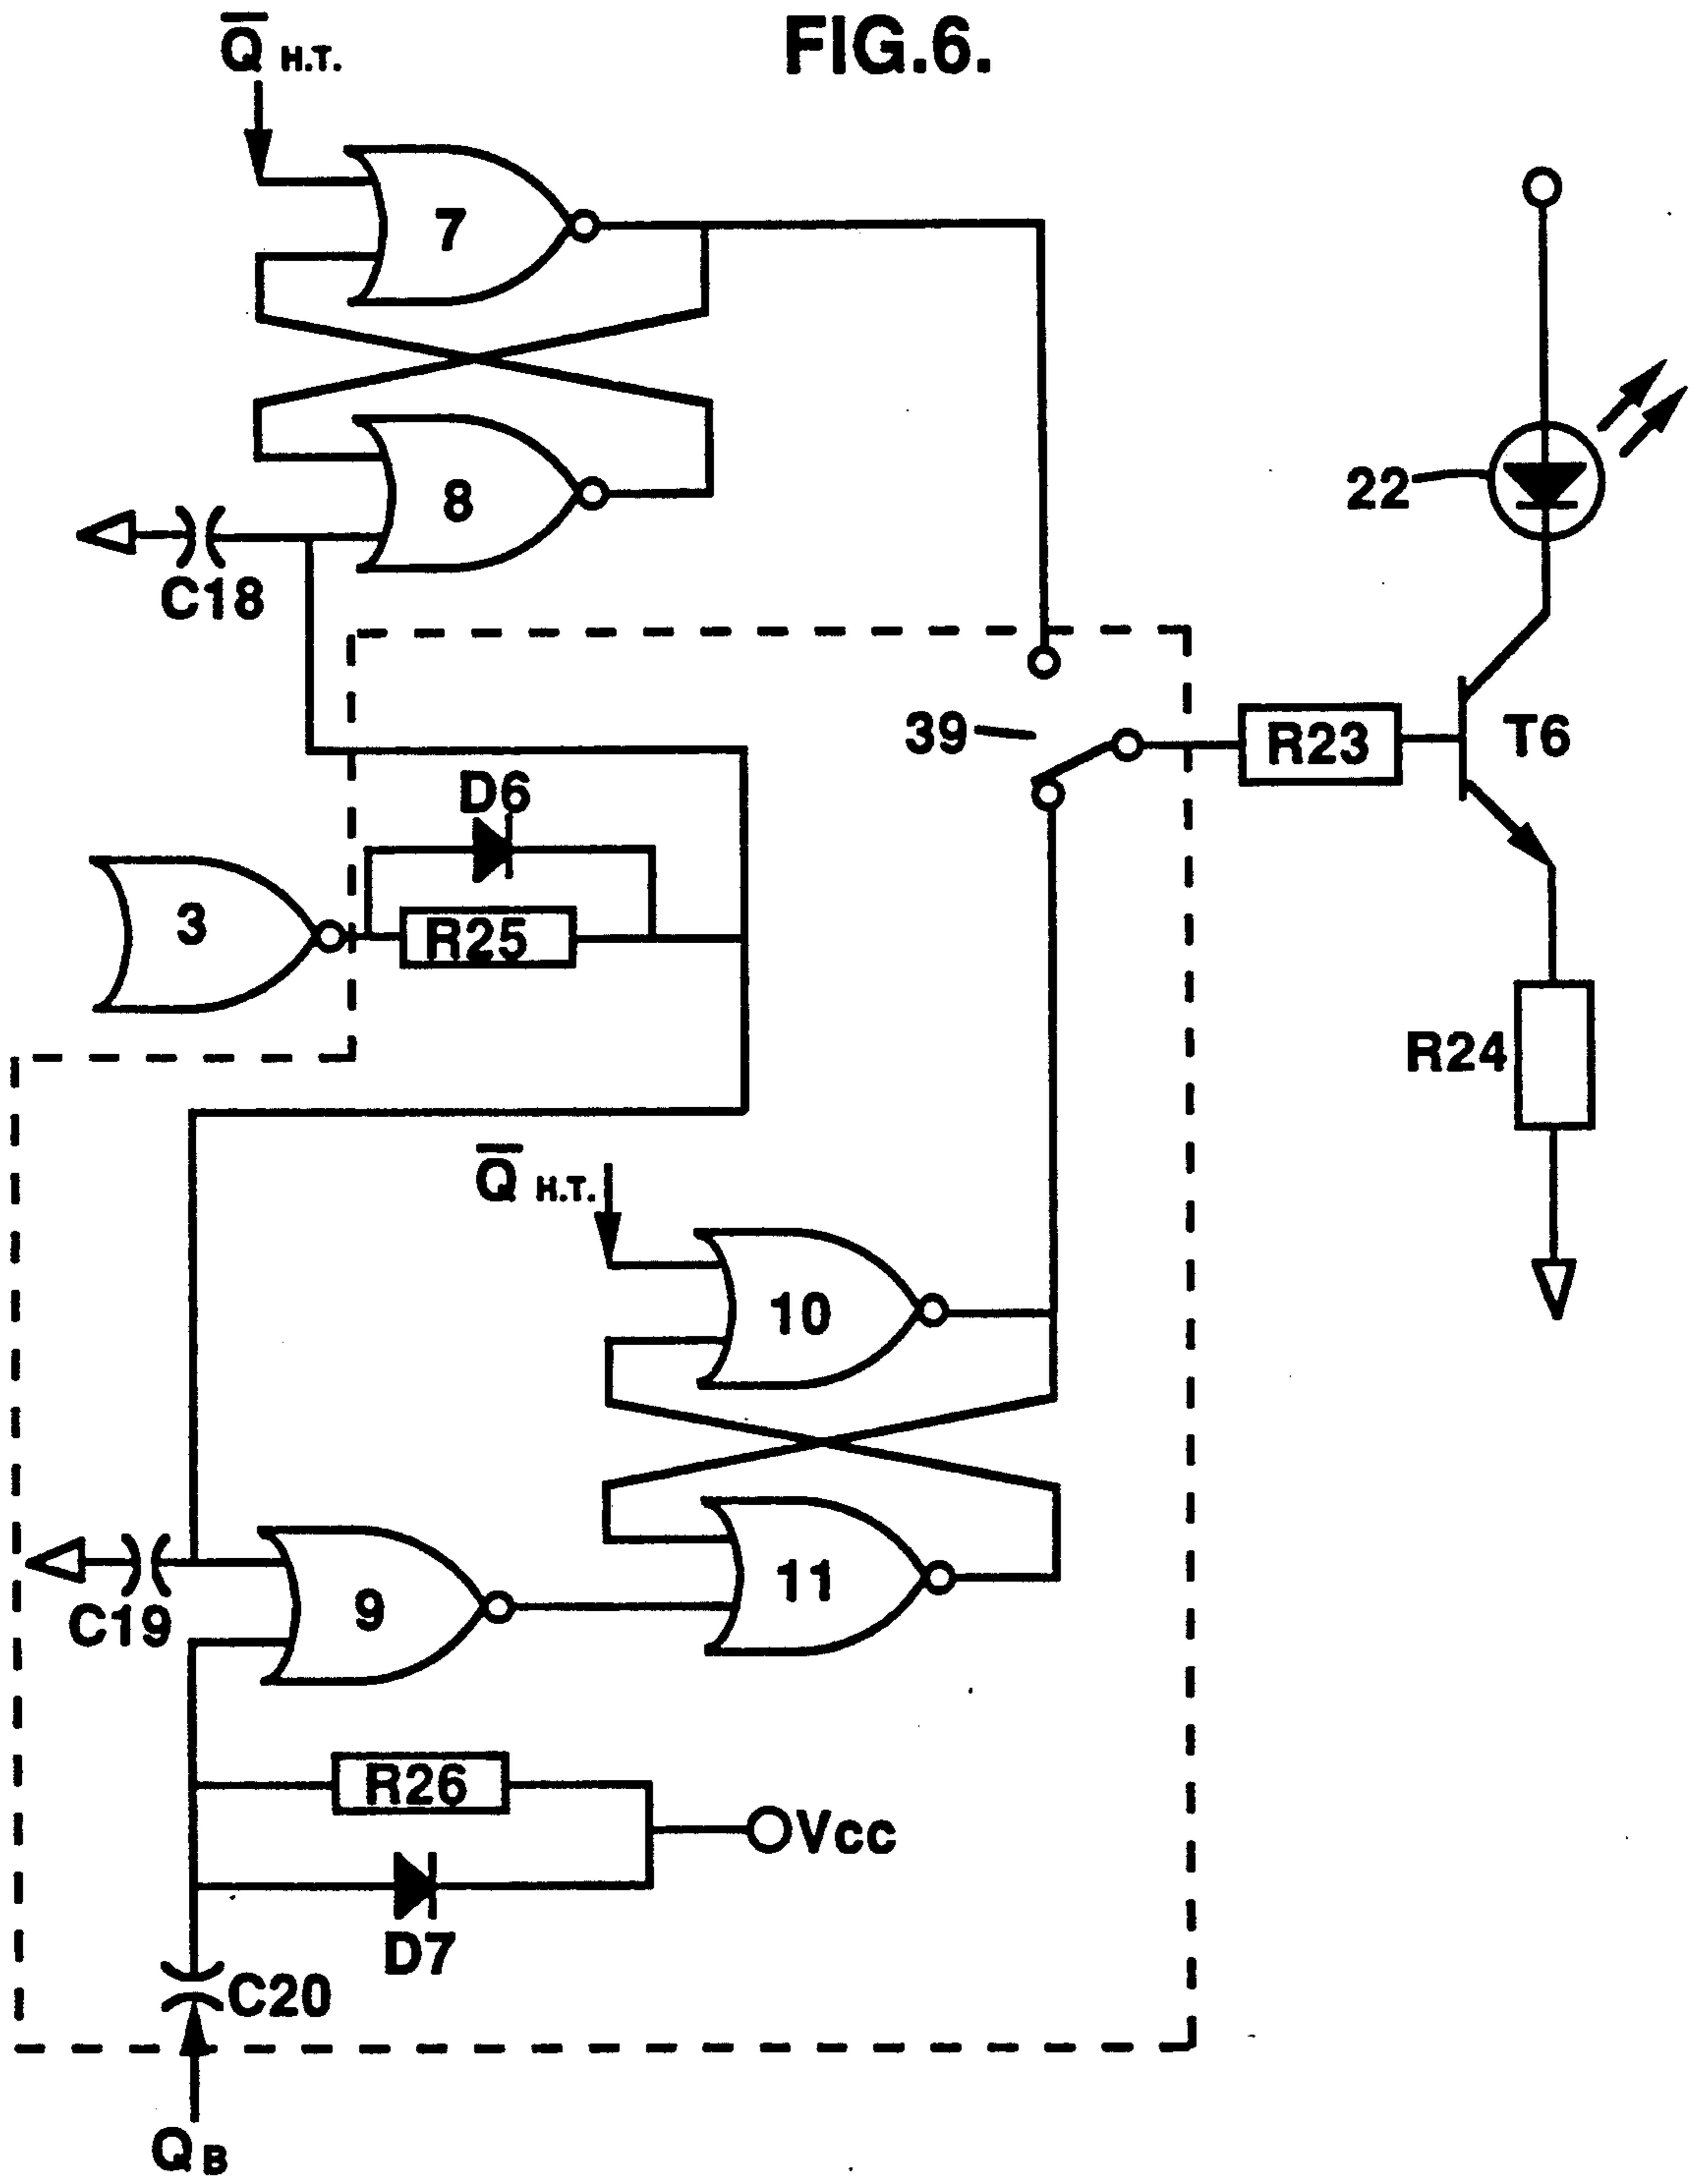 FIG.6.
Q̅ H.T.
7
8
C18
22
39
R23
T6
D6
3
R25
R24
Q̅ H.T.
10
11
9
C19
R26
Vcc
D7
C20
QB